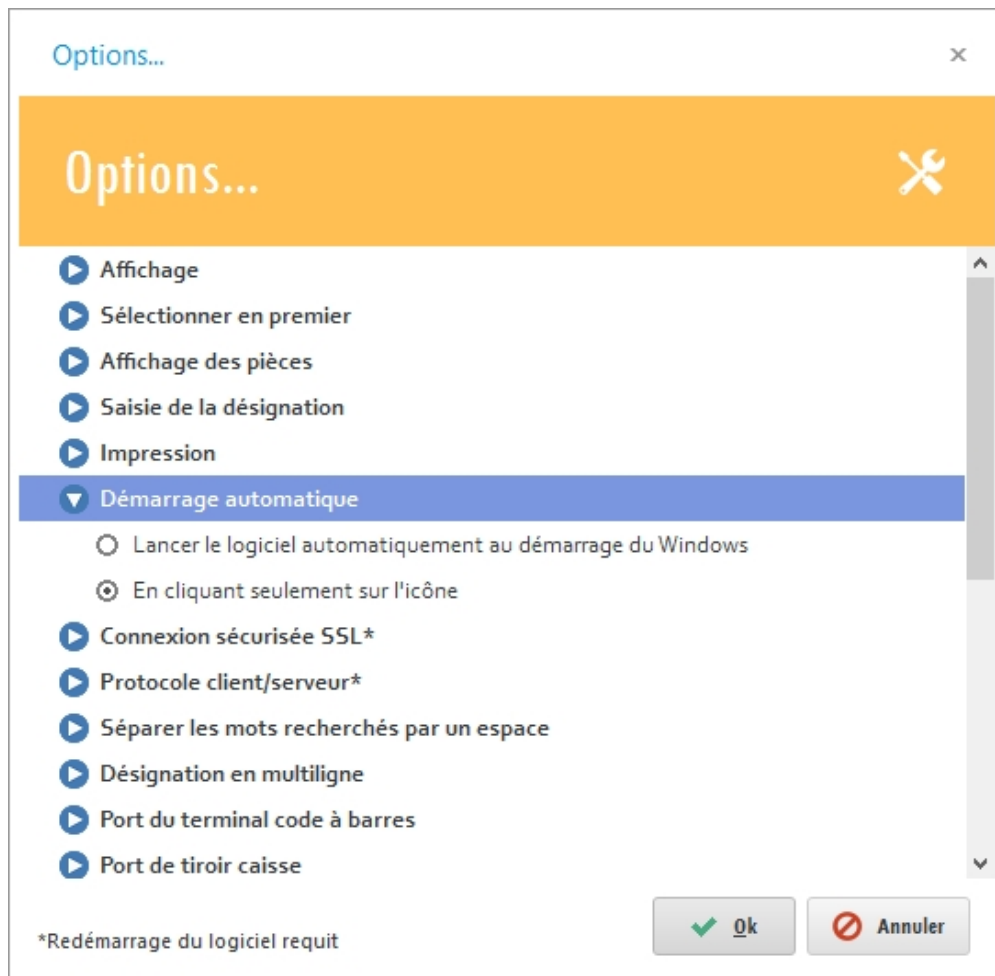 Options...
Options...
Affichage
Sélectionner en premier
Affichage des pièces
Saisie de la désignation
Impression
Démarrage automatique
Lancer le logiciel automatiquement au démarrage du Windows
En cliquant seulement sur l'icône
Connexion sécurisée SSL*
Protocole client/serveur*
Séparer les mots recherchés par un espace
Désignation en multiligne
Port du terminal code à barres
Port de tiroir caisse
*Redémarrage du logiciel requit
Ok
Annuler